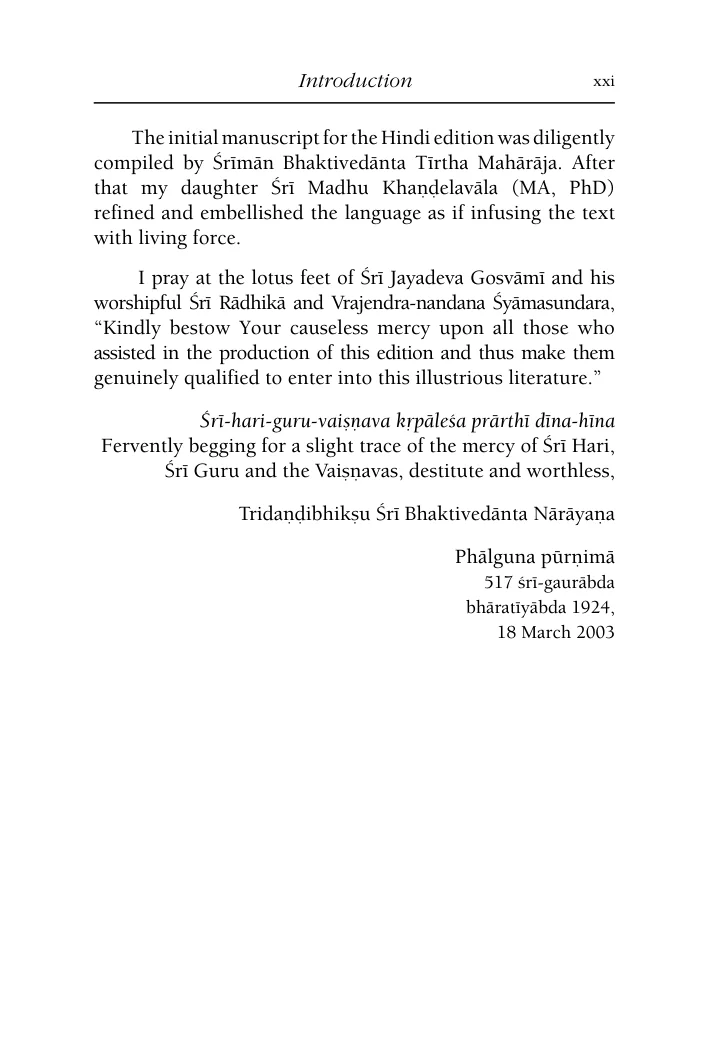 Introduction xxi
The initial manuscript for the Hindi edition was diligently
compiled by Śrīmān Bhaktivedānta Tīrtha Mahārāja. After
that my daughter Śrī Madhu Khaṇḍelavāla (MA, PhD)
refined and embellished the language as if infusing the text
with living force.
I pray at the lotus feet of Śrī Jayadeva Gosvāmī and his
worshipful Śrī Rādhikā and Vrajendra-nandana Śyāmasundara,
“Kindly bestow Your causeless mercy upon all those who
assisted in the production of this edition and thus make them
genuinely qualified to enter into this illustrious literature.”
Śrī-hari-guru-vaiṣṇava kṛpāleśa prārthī dīna-hīna
Fervently begging for a slight trace of the mercy of Śrī Hari,
Śrī Guru and the Vaiṣṇavas, destitute and worthless,
Tridaṇḍibhikṣu Śrī Bhaktivedānta Nārāyaṇa
Phālguna pūrṇimā
517 śrī-gaurābda
bhāratīyābda 1924,
18 March 2003